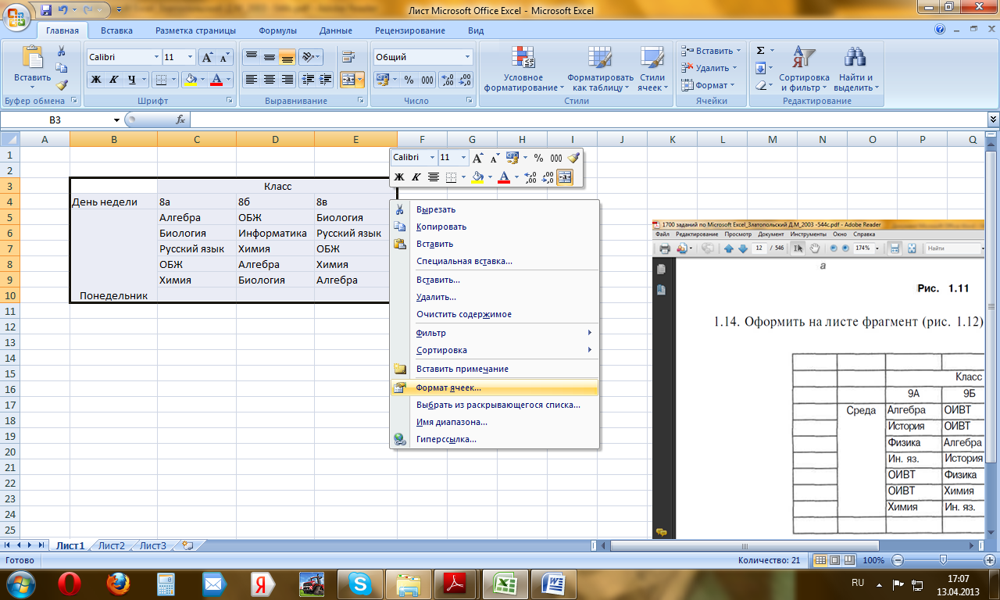 Лист Microsoft Office Excel - Microsoft Excel
Главная Вставка Разметка страницы Формулы Данные Рецензирование Вид
Вставить
Calibri 11
Общий
Ж К Ч
% 000
Условное форматирование
Форматировать как таблицу
Стили ячеек
Вставить
Удалить
Формат
Сортировка и фильтр
Найти и выделить
Буфер обмена Шрифт Выравнивание Число Стили Ячейки Редактирование
B3
fx
A B C D E F G H I J K L M N O P Q
1
2
3 Класс
4 День недели 8а 8б 8в
5 Алгебра ОБЖ Биология
6 Биология Информатика Русский язык
7 Русский язык Химия ОБЖ
8 ОБЖ Алгебра Химия
9 Химия Биология Алгебра
10 Понедельник
11
12
13
14
15
16
17
18
19
20
21
22
23
24
25
Calibri 11 % 000
Ж К
Вырезать
Копировать
Вставить
Специальная вставка...
Вставить...
Удалить...
Очистить содержимое
Фильтр
Сортировка
Вставить примечание
Формат ячеек...
Выбрать из раскрывающегося списка...
Имя диапазона...
Гиперссылка...
1700 заданий по Microsoft Excel_Златопольский Д.М_2003 -544с.pdf - Adobe Reader
Файл Редактирование Просмотр Документ Инструменты Окно Справка
12 / 546 174% Найти
а
Рис. 1.11
1.14. Оформить на листе фрагмент (рис. 1.12)
Класс
9А 9Б
Среда Алгебра ОИВТ
История ОИВТ
Физика Алгебра
Ин. яз. История
ОИВТ Физика
ОИВТ Химия
Химия Ин. яз.
Лист1 Лист2 Лист3
Готово Количество: 21 100%
RU 17:07
13.04.2013